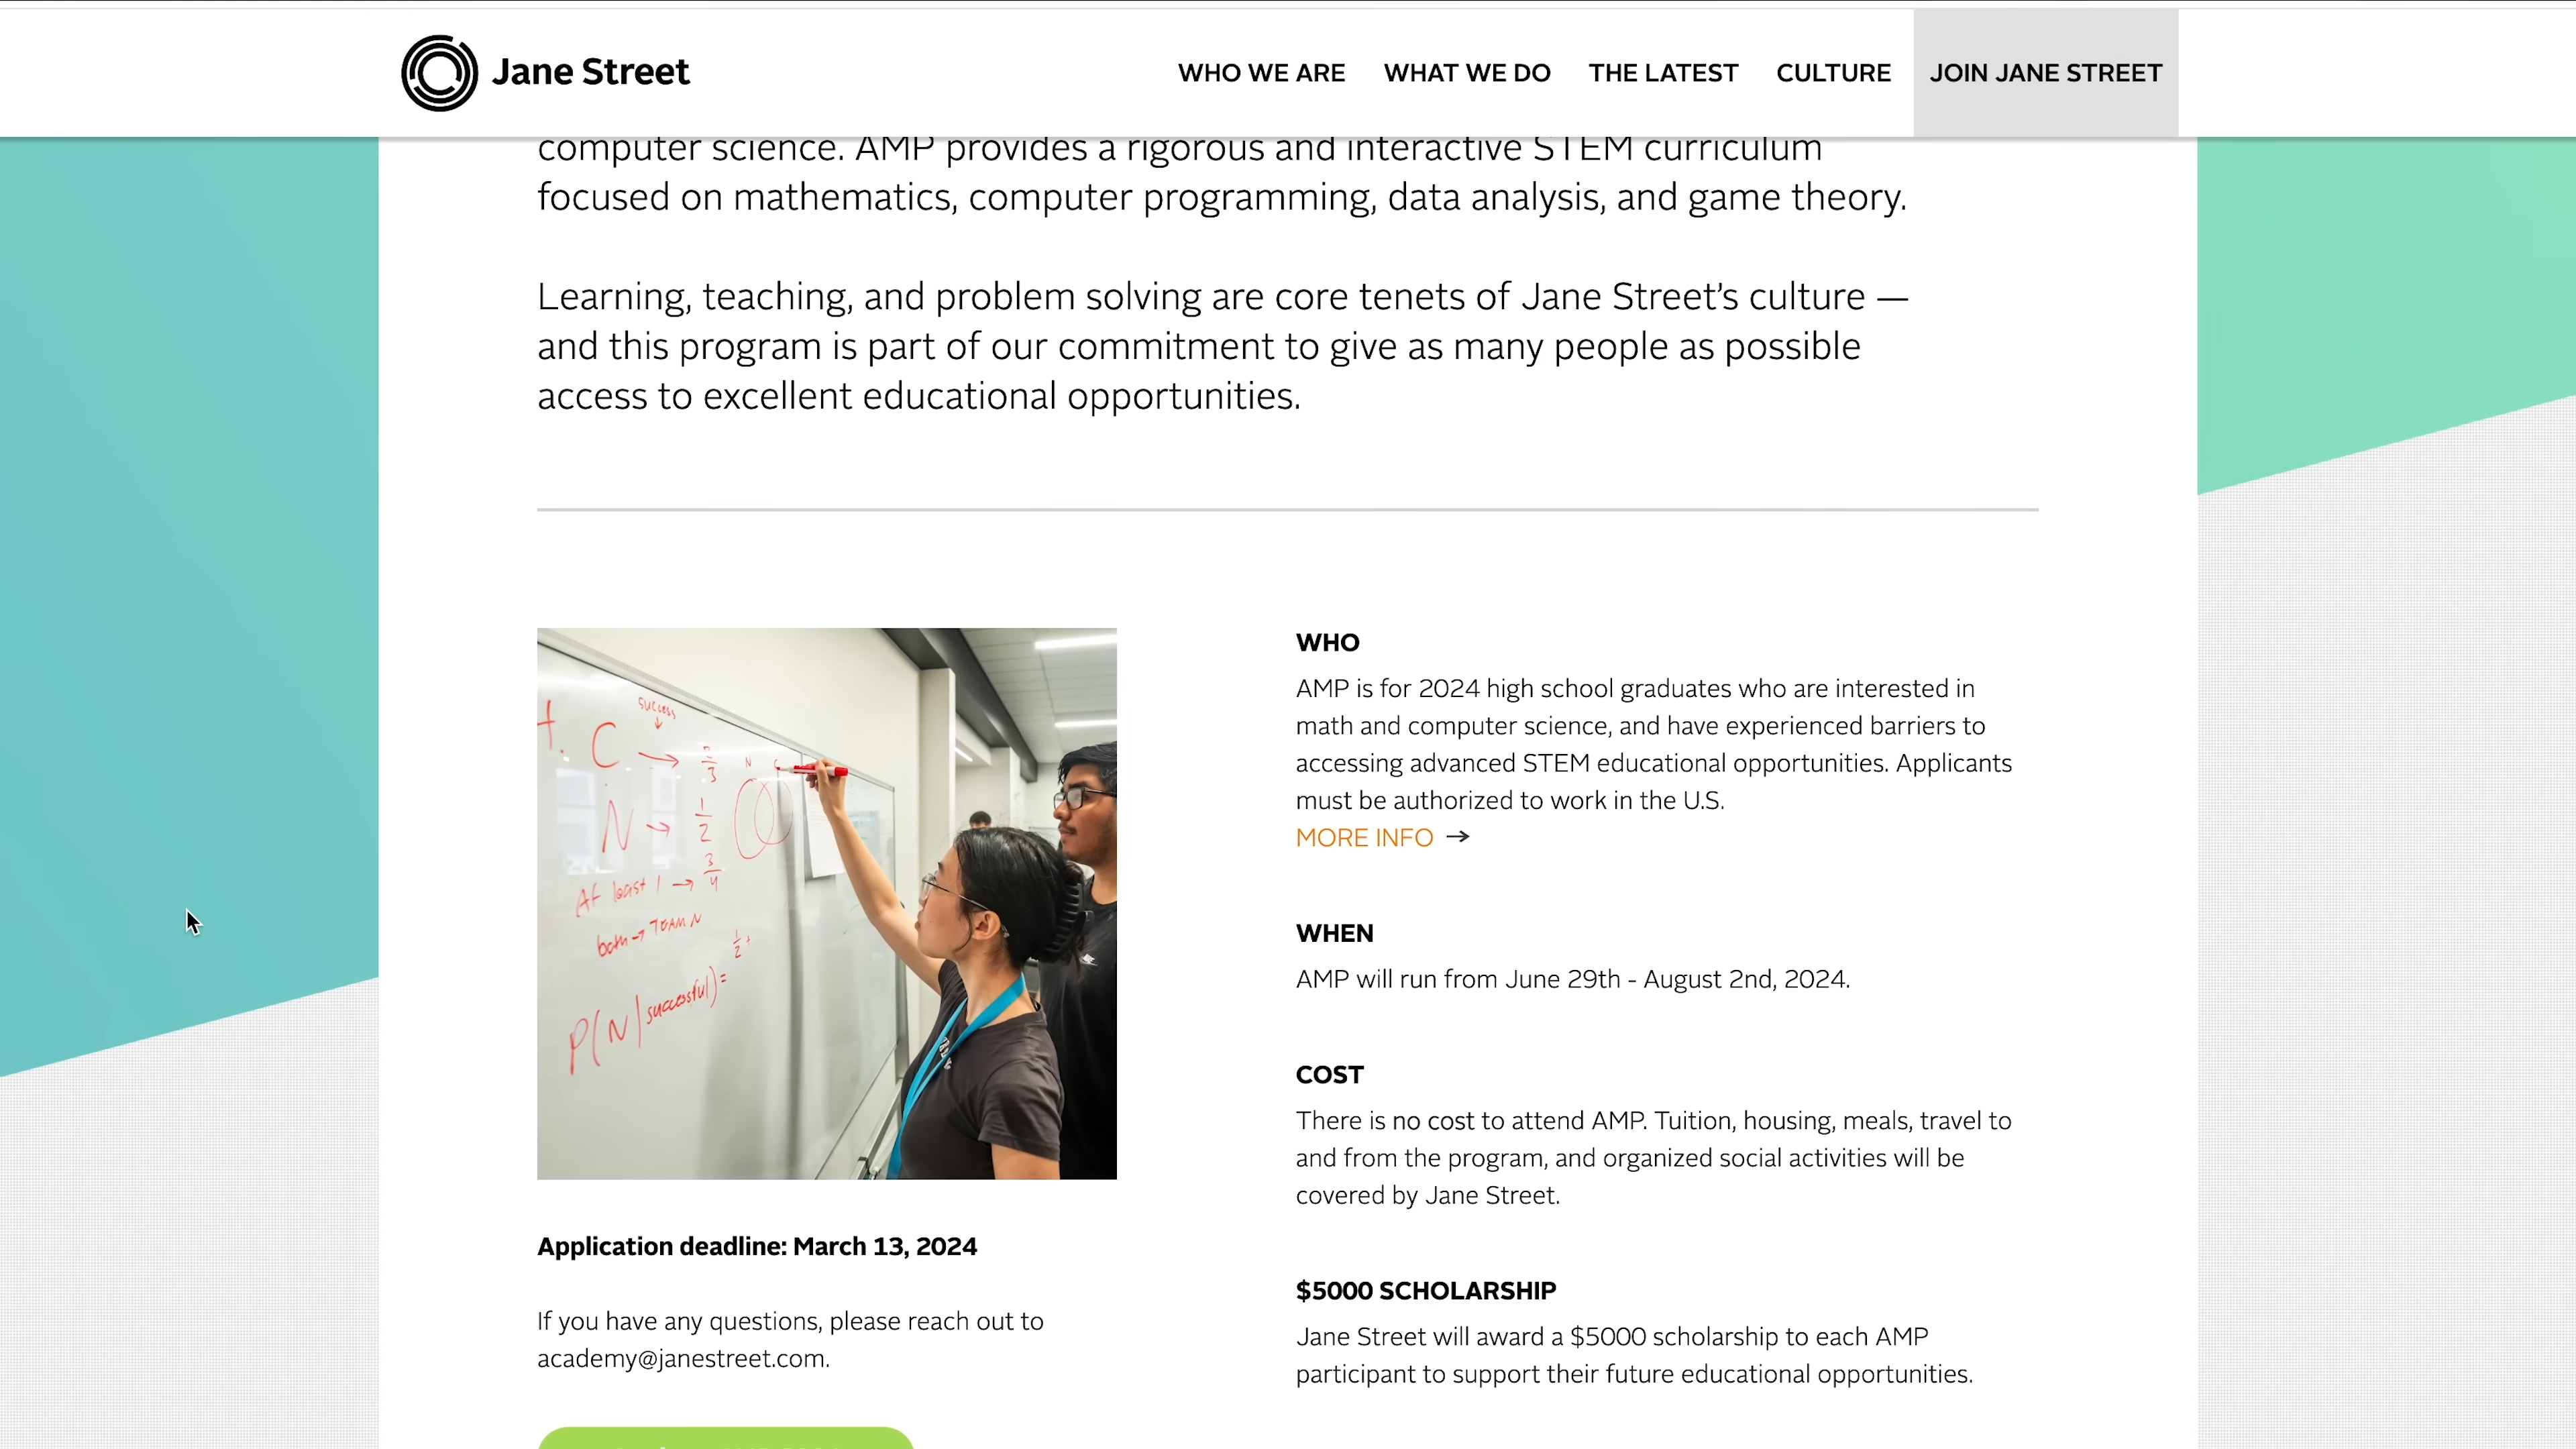 Jane Street
WHO WE ARE
WHAT WE DO
THE LATEST
CULTURE
JOIN JANE STREET
computer science. AMP provides a rigorous and interactive STEM curriculum
focused on mathematics, computer programming, data analysis, and game theory.
Learning, teaching, and problem solving are core tenets of Jane Street’s culture —
and this program is part of our commitment to give as many people as possible
access to excellent educational opportunities.
success
C → 2/3
N C
N → 1/2
At least 1 → 3/4
both → TEAM N
1/2+
P(N|successful)=
Application deadline: March 13, 2024
If you have any questions, please reach out to
academy@janestreet.com.
WHO
AMP is for 2024 high school graduates who are interested in
math and computer science, and have experienced barriers to
accessing advanced STEM educational opportunities. Applicants
must be authorized to work in the U.S.
MORE INFO →
WHEN
AMP will run from June 29th - August 2nd, 2024.
COST
There is no cost to attend AMP. Tuition, housing, meals, travel to
and from the program, and organized social activities will be
covered by Jane Street.
$5000 SCHOLARSHIP
Jane Street will award a $5000 scholarship to each AMP
participant to support their future educational opportunities.